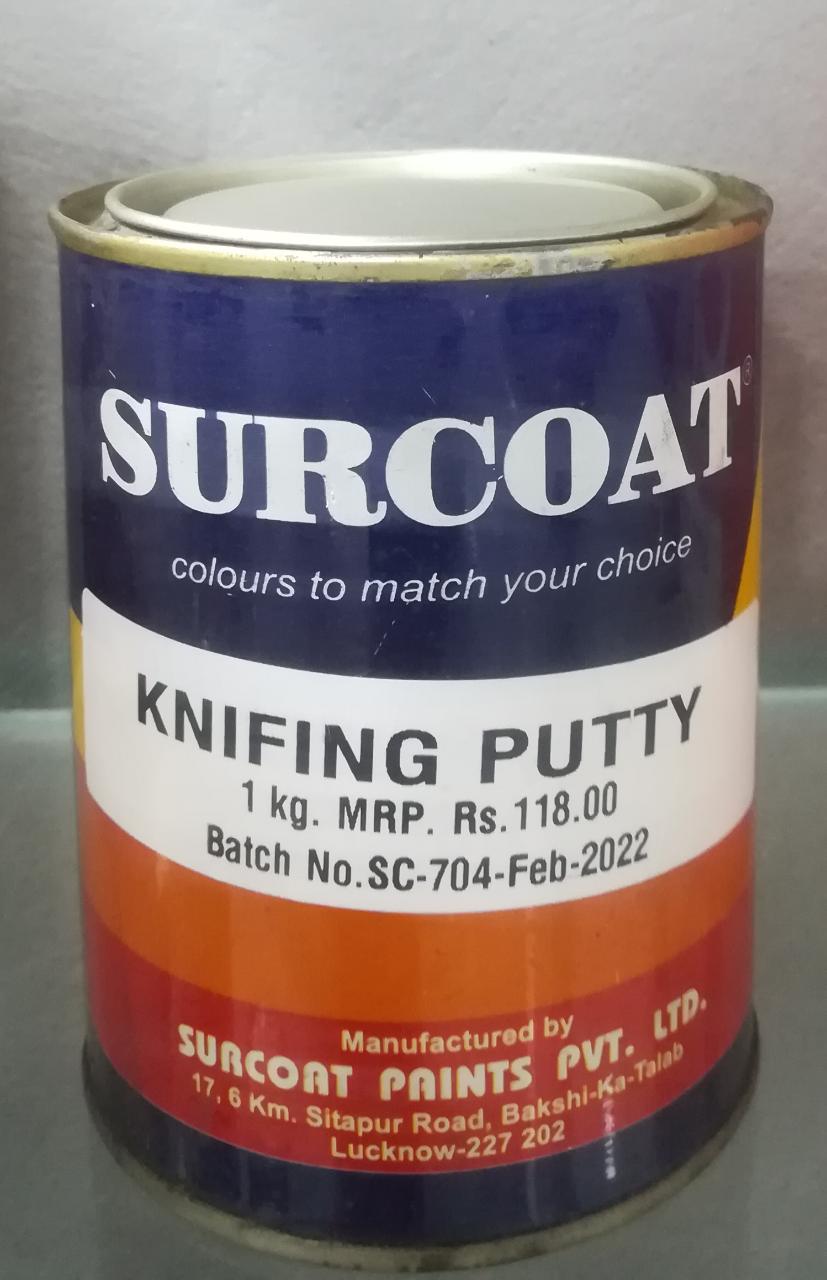 SURCOAT®
colours to match your choice
KNIFING PUTTY
1 kg. MRP. Rs.118.00
Batch No.SC-704-Feb-2022
Manufactured by
SURCOAT PAINTS PVT. LTD.
17, 6 Km. Sitapur Road, Bakshi-Ka-Talab
Lucknow-227 202